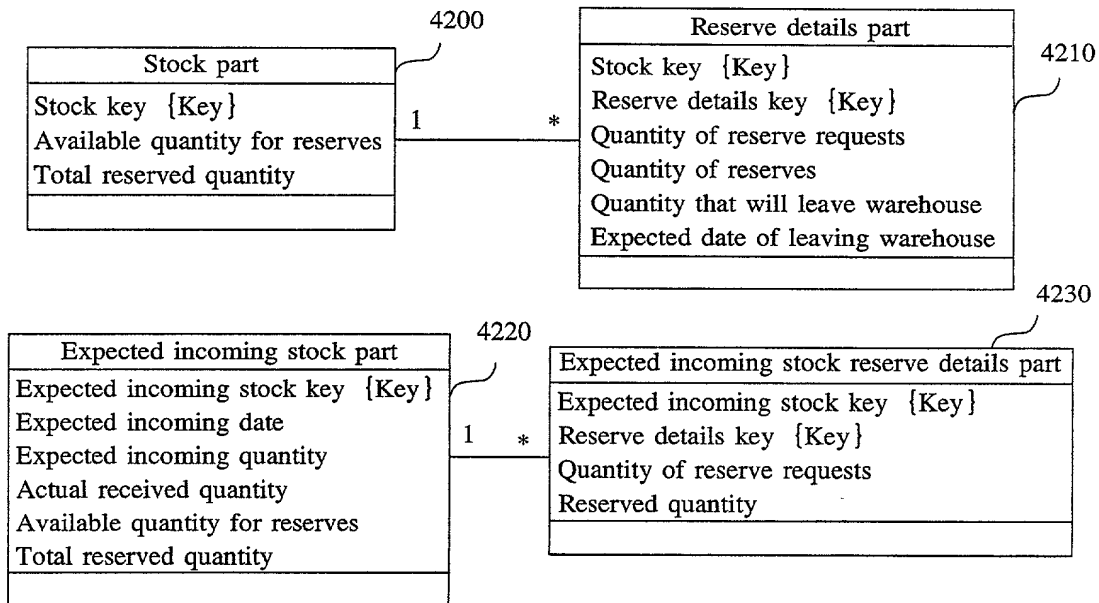 4200
Stock part
Stock key {Key}
Available quantity for reserves
Total reserved quantity
1
*
Reserve details part
4210
Stock key {Key}
Reserve details key {Key}
Quantity of reserve requests
Quantity of reserves
Quantity that will leave warehouse
Expected date of leaving warehouse
4220
Expected incoming stock part
Expected incoming stock key {Key}
Expected incoming date
Expected incoming quantity
Actual received quantity
Available quantity for reserves
Total reserved quantity
1
*
4230
Expected incoming stock reserve details part
Expected incoming stock key {Key}
Reserve details key {Key}
Quantity of reserve requests
Reserved quantity